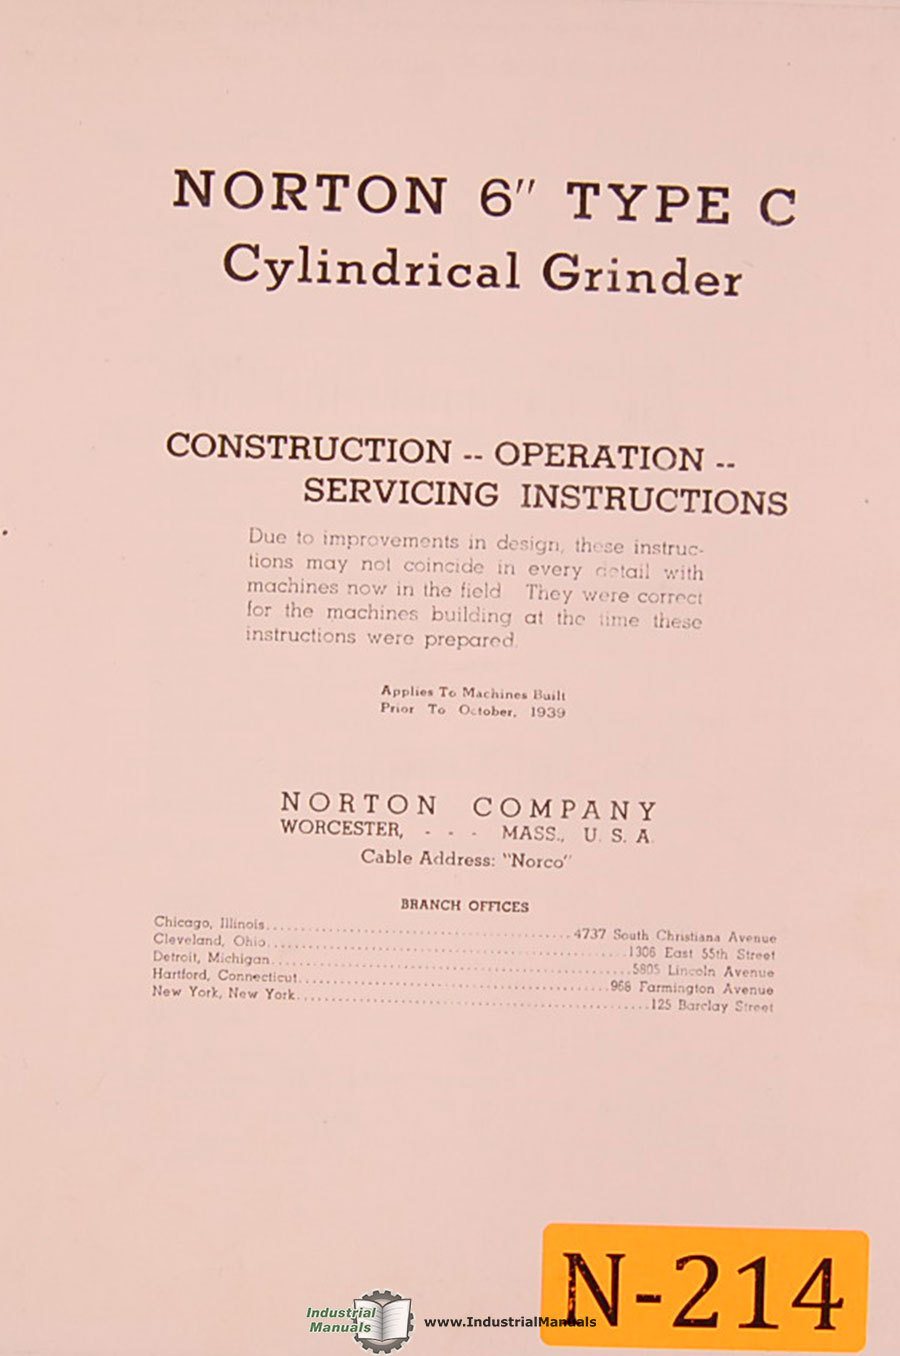 NORTON 6" TYPE C
Cylindrical Grinder
CONSTRUCTION -- OPERATION --
SERVICING INSTRUCTIONS
Due to improvements in design, these instruc-
tions may not coincide in every detail with
machines now in the field. They were correct
for the machines building at the time these
instructions were prepared.
Applies To Machines Built
Prior To October, 1939
NORTON COMPANY
WORCESTER, - - - MASS., U. S. A.
Cable Address: "Norco"
BRANCH OFFICES
Chicago, Illinois........................................4737 South Christiana Avenue
Cleveland, Ohio..............................................1306 East 55th Street
Detroit, Michigan..............................................5805 Lincoln Avenue
Hartford, Connecticut........................................968 Farmington Avenue
New York, New York..............................................125 Barclay Street
N-214
Industrial
Manuals
www.IndustrialManuals